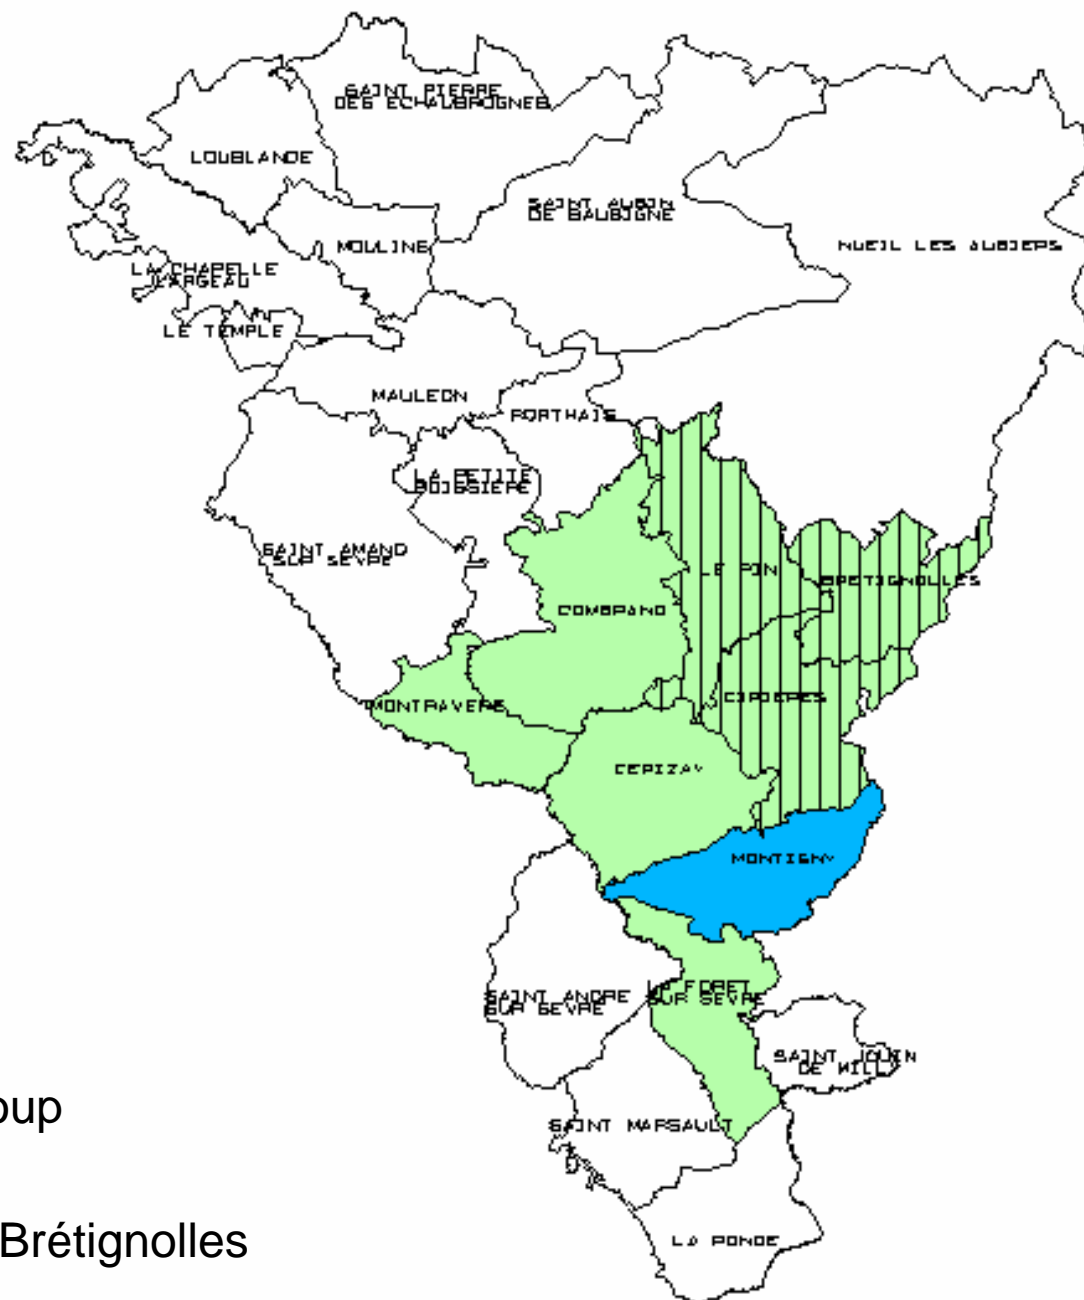 SAINT PIERRE
DES ECHAUBROGNES
LOUBLANDE
SAINT AUBIN
DE BAUBIGNE
MOULINE
NUEIL LES AUBIERS
LA CHAPELLE
LARGEAU
LE TEMPLE
MAULEON
RORTHAIS
LA PETITE
BOISSIERE
SAINT AMAND
SUR SEVRE
LE PIN
BRETIGNOLLES
COMBRAND
CIRIERES
MONTRAVERS
CERIZAY
MONTIGNY
SAINT ANDRE
SUR SEVRE
LA FORET
SUR SEVRE
SAINT JOUIN
DE MILLY
oup
SAINT MARSAULT
LA RONDE
Brétignolles